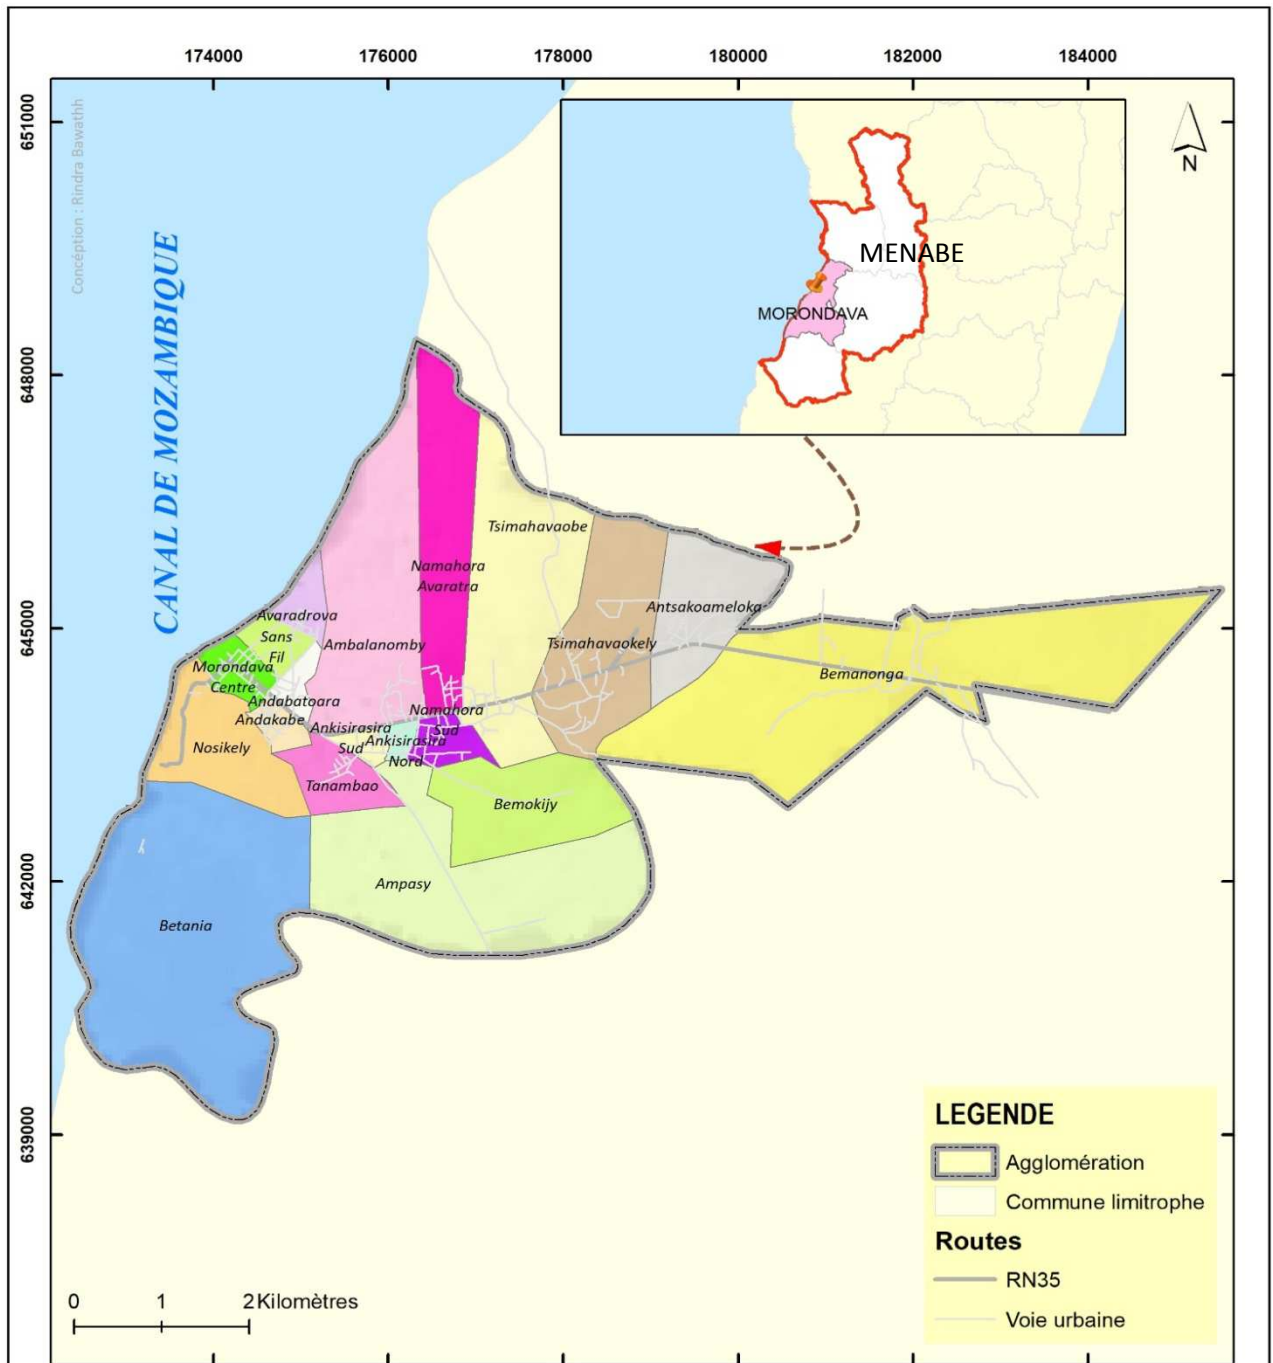 174000 176000 178000 180000 182000 184000
651000
648000
645000
642000
639000
Concéption : Rindra Bawathh
CANAL DE MOZAMBIQUE
N
MENABE
MORONDAVA
Tsimahavaobe
Namahora
Avaratra
Antsakoameloka
Avaradrova
Sans
Fil
Ambalanomby
Tsimahavaokely
Morondava
Centre
Bemanonga
Andabatoara
Andakabe
Namahora
Sud
Ankisirasira
Sud
Ankisirasira
Nord
Nosikely
Tanambao
Bemokijy
Ampasy
Betania
LEGENDE
Agglomération
Commune limitrophe
Routes
RN35
Voie urbaine
0 1 2 Kilomètres